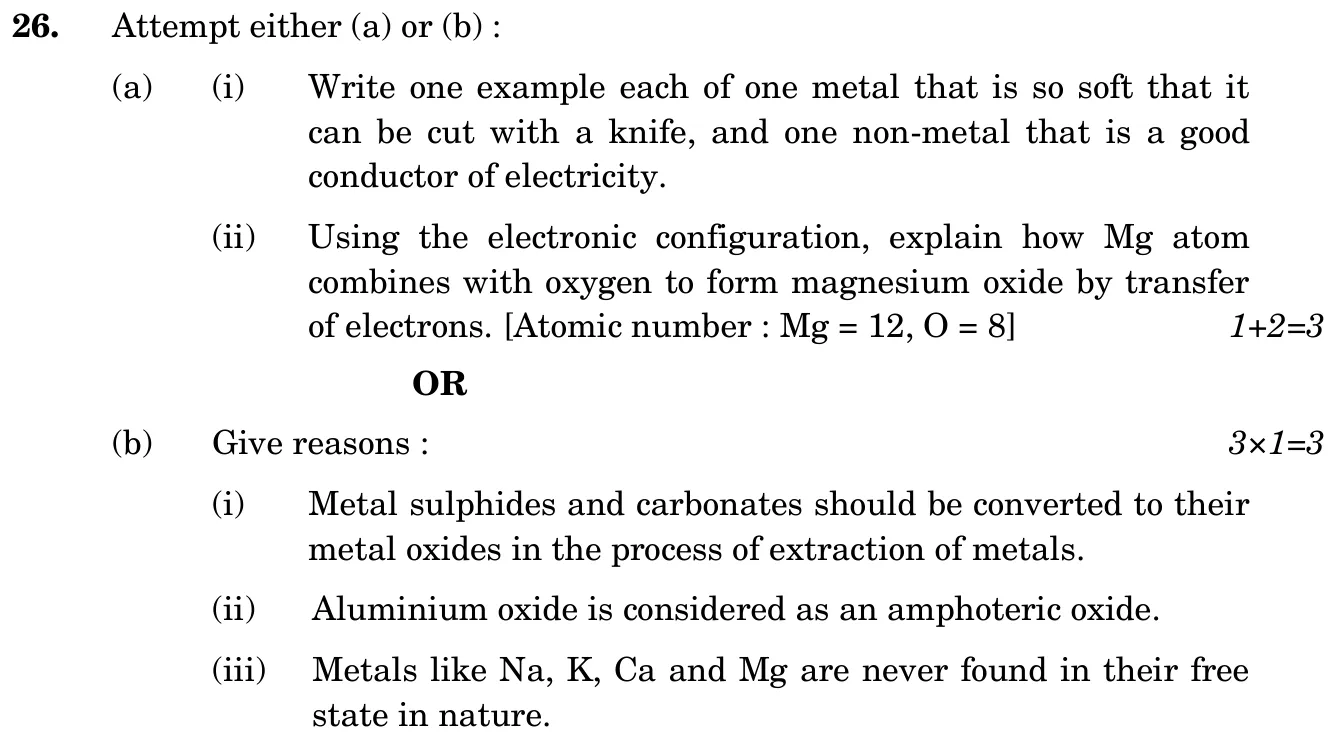 26. Attempt either (a) or (b) :
(a) (i) Write one example each of one metal that is so soft that it
can be cut with a knife, and one non-metal that is a good
conductor of electricity.
(ii) Using the electronic configuration, explain how Mg atom
combines with oxygen to form magnesium oxide by transfer
of electrons. [Atomic number : Mg = 12, O = 8] 1+2=3
OR
(b) Give reasons : 3×1=3
(i) Metal sulphides and carbonates should be converted to their
metal oxides in the process of extraction of metals.
(ii) Aluminium oxide is considered as an amphoteric oxide.
(iii) Metals like Na, K, Ca and Mg are never found in their free
state in nature.